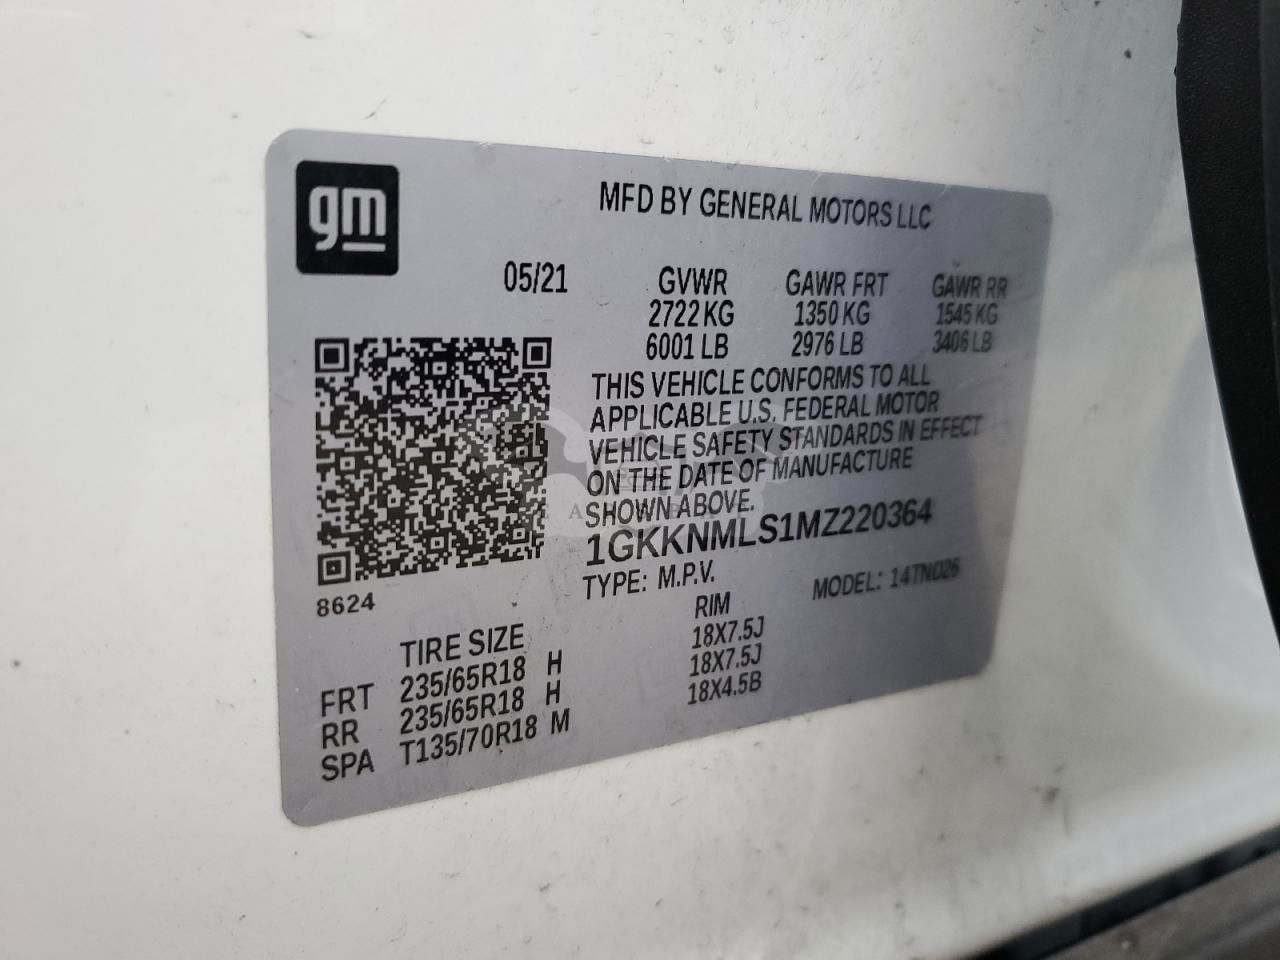 gm
MFD BY GENERAL MOTORS LLC
05/21 GVWR GAWR FRT GAWR RR
2722 KG 1350 KG 1545 KG
6001 LB 2976 LB 3406 LB
THIS VEHICLE CONFORMS TO ALL
APPLICABLE U.S. FEDERAL MOTOR
VEHICLE SAFETY STANDARDS IN EFFECT
ON THE DATE OF MANUFACTURE
SHOWN ABOVE.
1GKKNMLS1MZ220364
TYPE: M.P.V. MODEL: 14TND26
8624
TIRE SIZE RIM
FRT 235/65R18 H 18X7.5J
RR 235/65R18 H 18X7.5J
SPA T135/70R18 M 18X4.5B